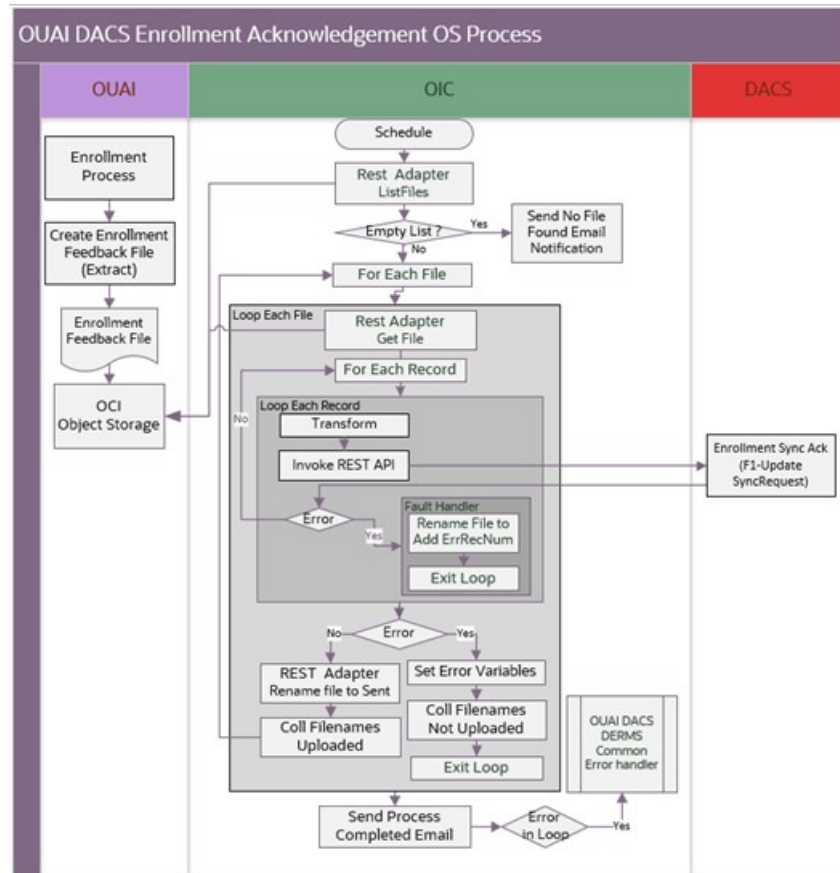 OUAI DACS Enrollment Acknowledgement OS Process
OUAI
OIC
DACS
Enrollment
Process
Create Enrollment
Feedback File
(Extract)
Enrollment
Feedback File
OCI
Object Storage
Schedule
Rest Adapter
ListFiles
Empty List ?
Yes
Send No File
Found Email
Notification
No
For Each File
Loop Each File
Rest Adapter
Get File
For Each Record
No
Loop Each Record
Transform
Invoke REST API
Enrollment Sync Ack
(F1-Update
SyncRequest)
Error
Yes
Fault Handler
Rename File to
Add ErrRecNum
Exit Loop
Error
No
Yes
REST Adapter
Rename file to Sent
Coll Filenames
Uploaded
Set Error Variables
Coll Filenames
Not Uploaded
Exit Loop
OUAI DACS
DERMS
Common
Error handler
Send Process
Completed Email
Error
in Loop
Yes